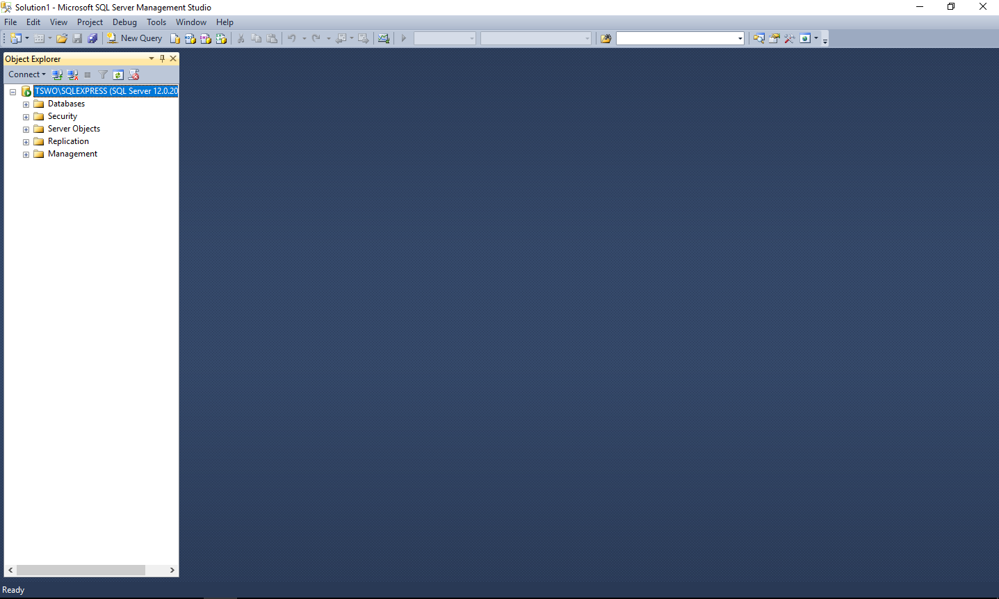 Solution1 - Microsoft SQL Server Management Studio
File Edit View Project Debug Tools Window Help
New Query
Object Explorer
Connect
TSWO\SQLEXPRESS (SQL Server 12.0.20
Databases
Security
Server Objects
Replication
Management
Ready